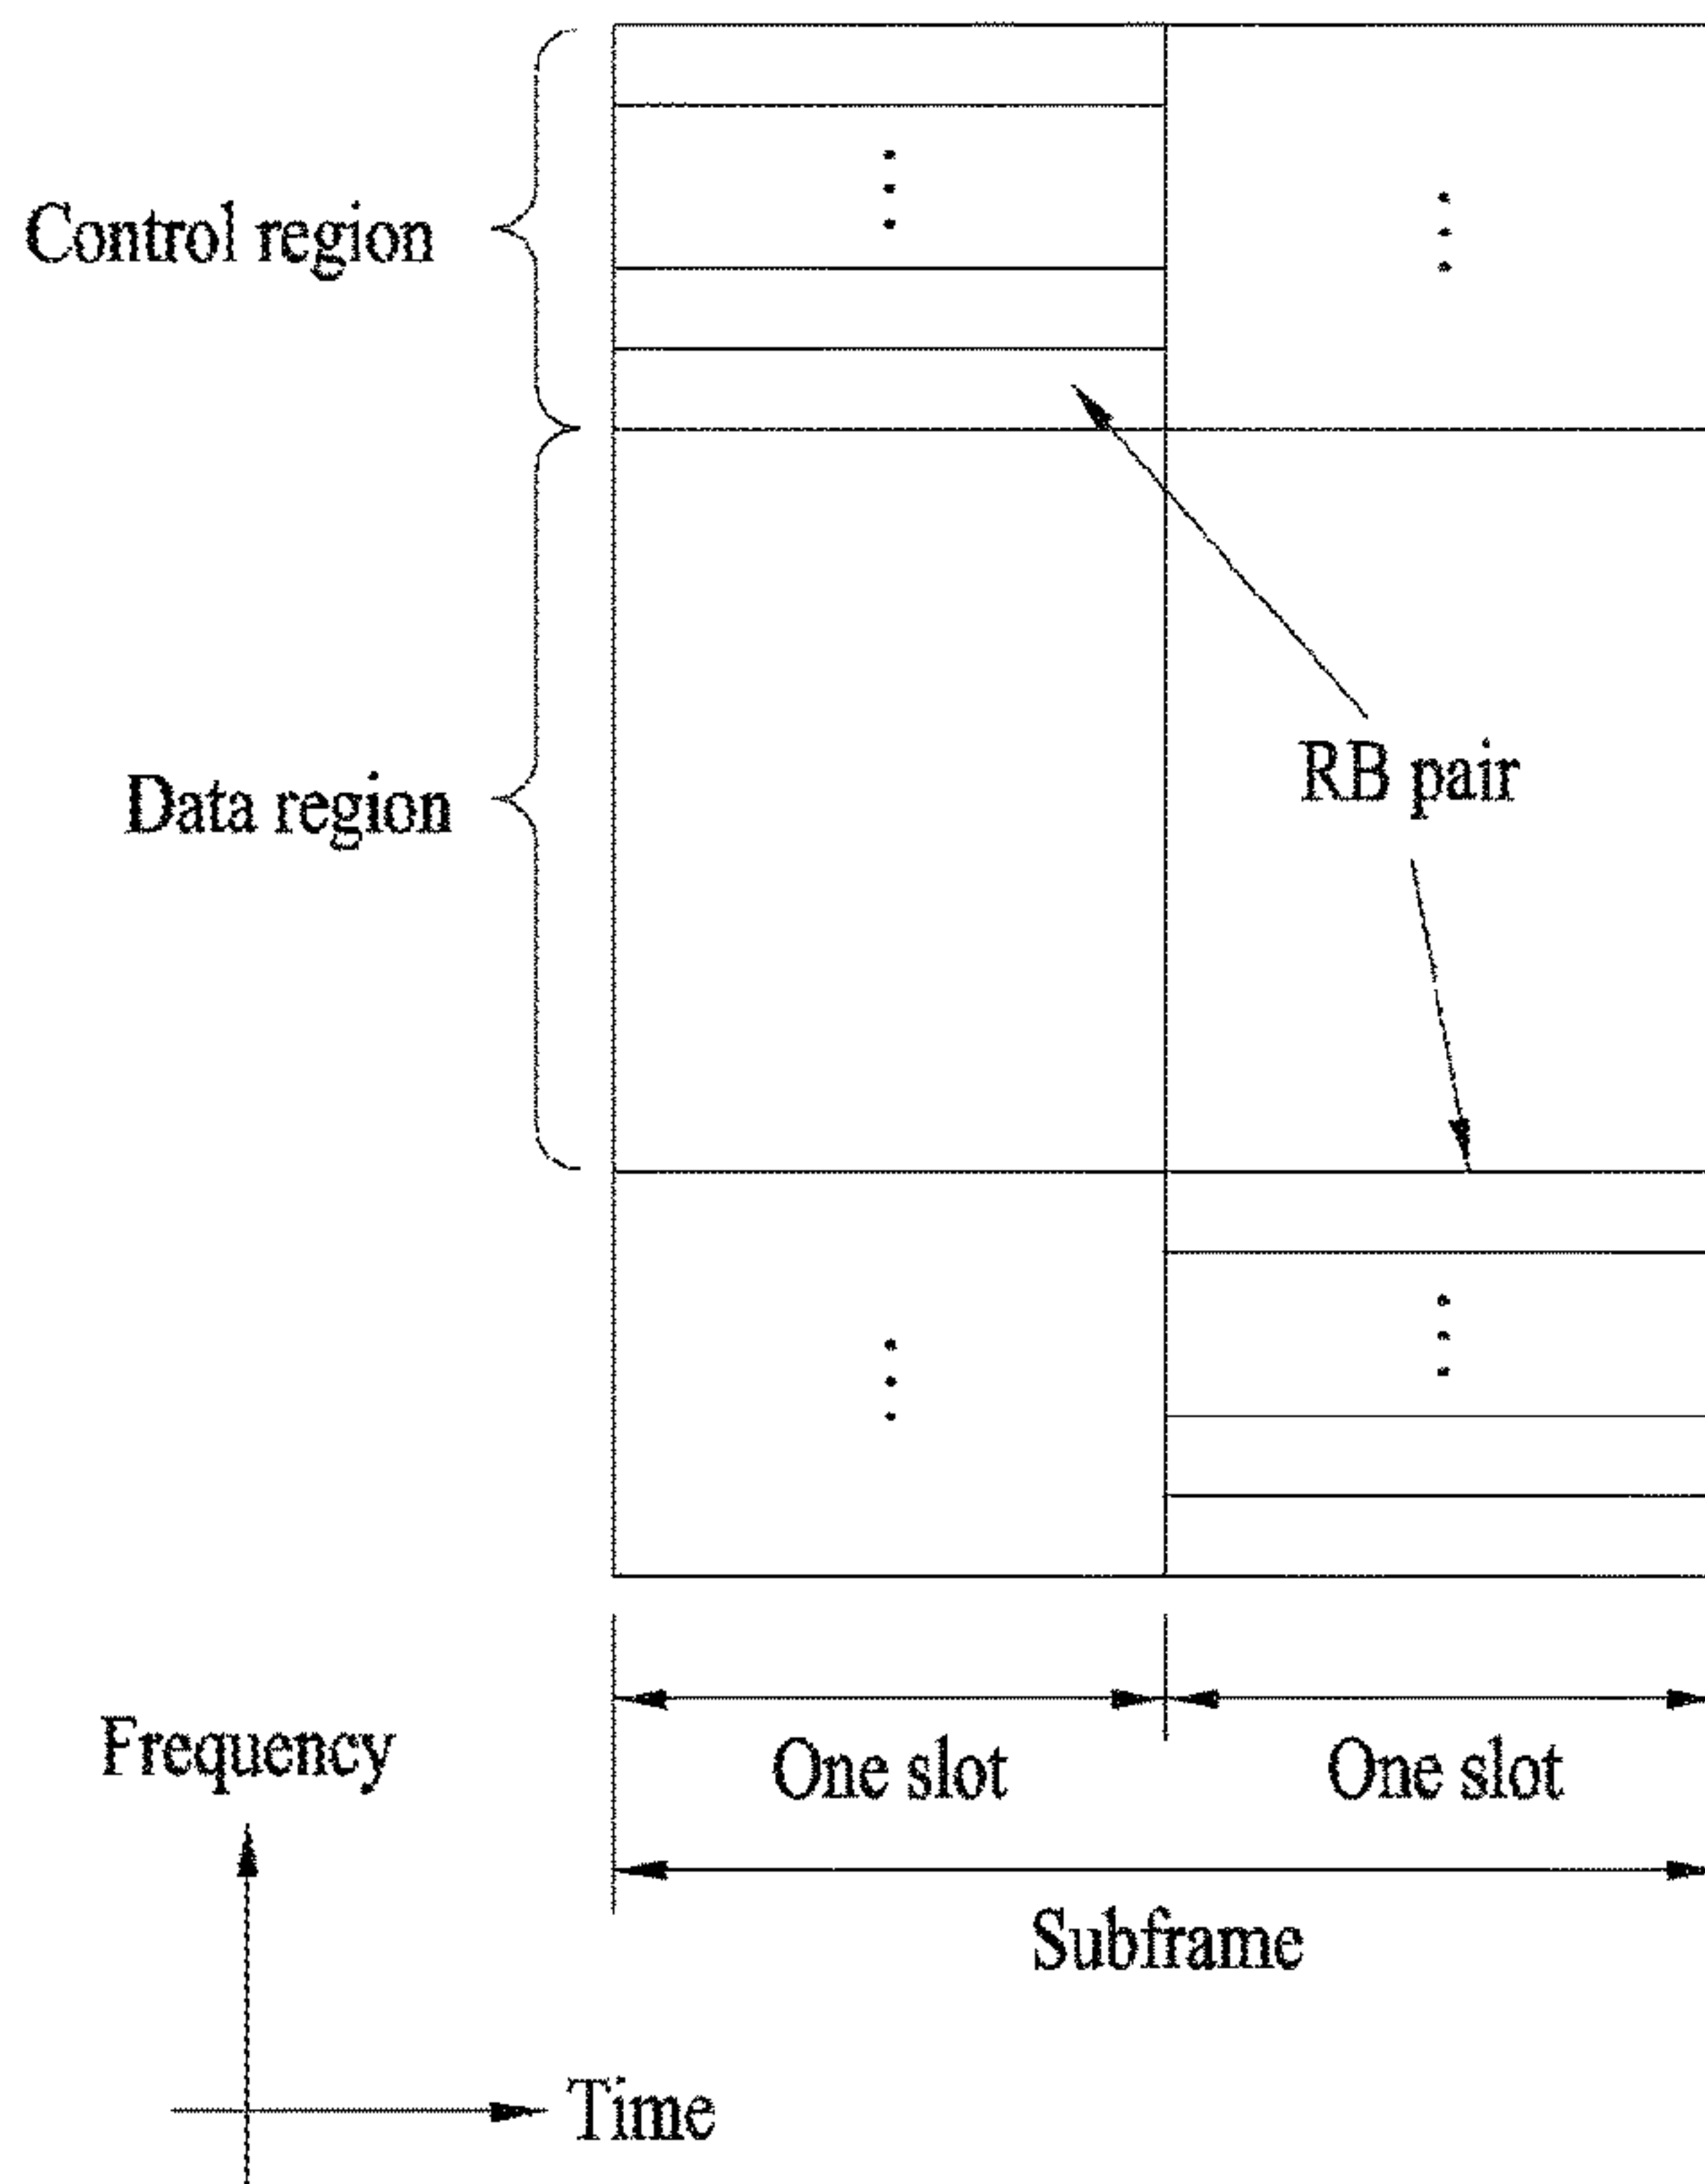 Control region
Data region
RB pair
Frequency
One slot
One slot
Subframe
Time